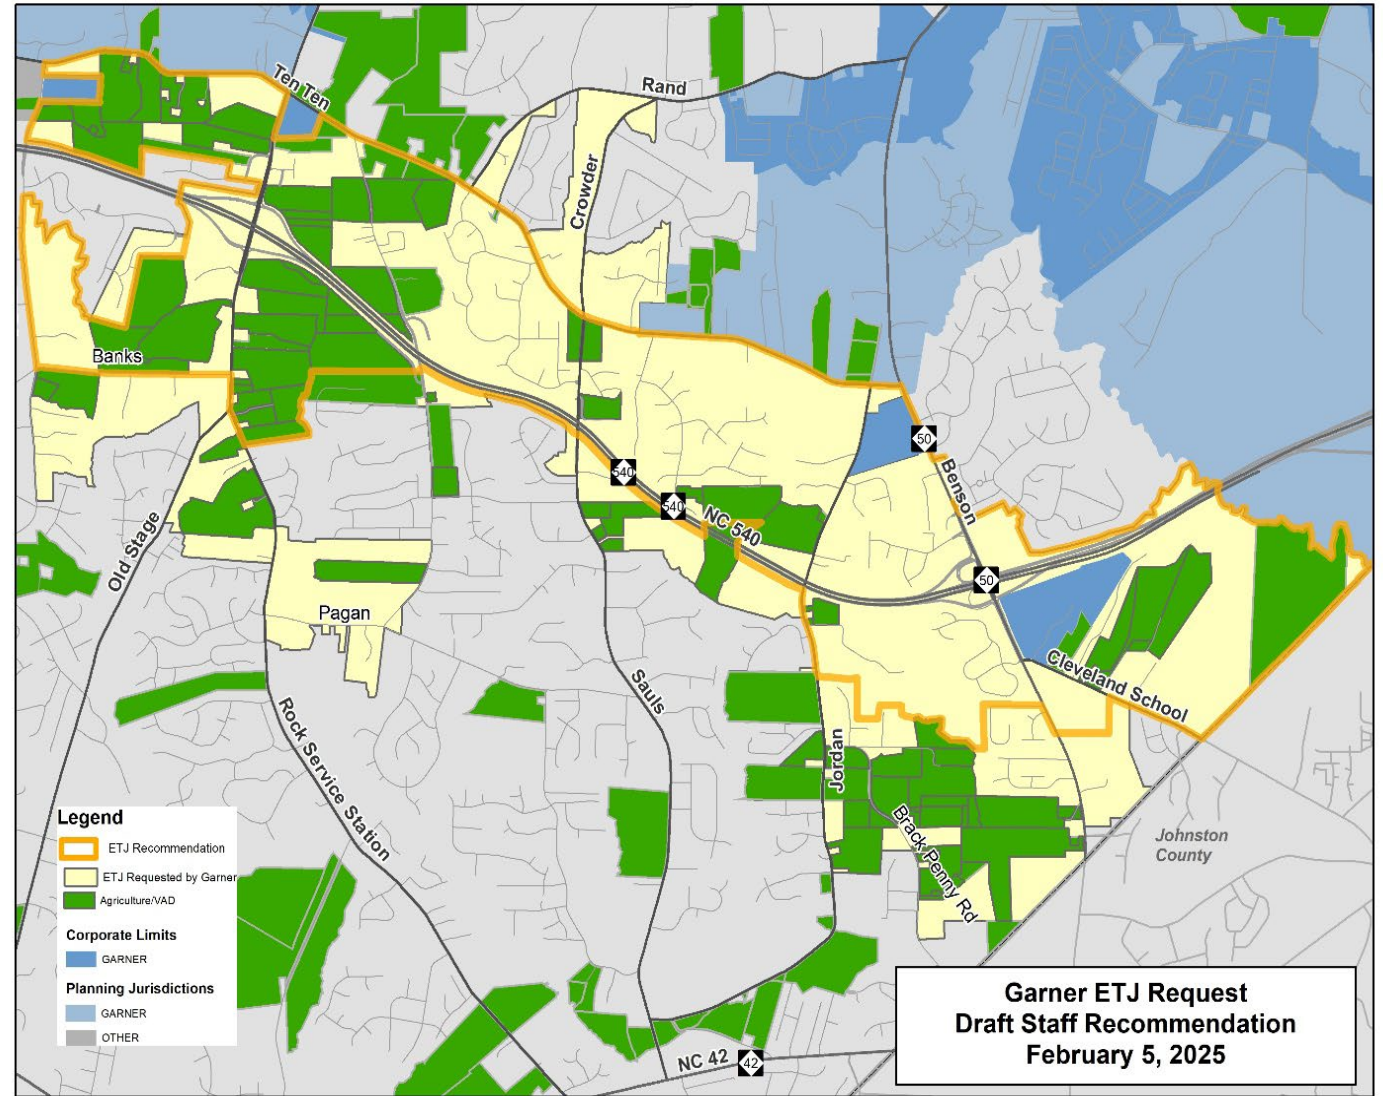 Ten Ten
Rand
Crowder
Banks
50
Benson
540
540
NC 540
50
Old Stage
Pagan
Cleveland School
Sauls
Rock Service Station
Jordan
Brack Penny Rd
Johnston
County
Legend
ETJ Recommendation
ETJ Requested by Garner
Agriculture/VAD
Corporate Limits
GARNER
Planning Jurisdictions
GARNER
OTHER
NC 42
42
Garner ETJ Request
Draft Staff Recommendation
February 5, 2025